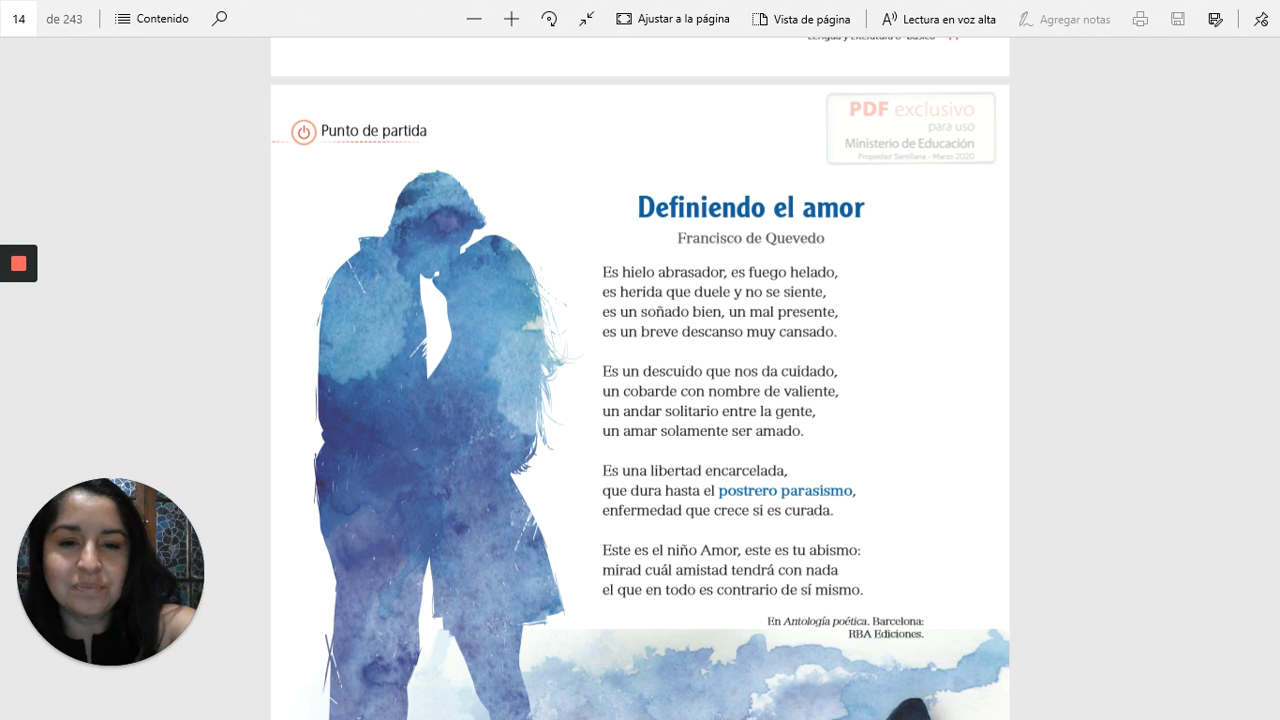 14
de 243
Contenido
Ajustar a la página
Vista de página
Lectura en voz alta
Agregar notas
Punto de partida
PDF exclusivo
para uso
Ministerio de Educación
Propiedad Santillana - Marzo 2020
Definiendo el amor
Francisco de Quevedo
Es hielo abrasador, es fuego helado,
es herida que duele y no se siente,
es un soñado bien, un mal presente,
es un breve descanso muy cansado.
Es un descuido que nos da cuidado,
un cobarde con nombre de valiente,
un andar solitario entre la gente,
un amar solamente ser amado.
Es una libertad encarcelada,
que dura hasta el postrero parasismo,
enfermedad que crece si es curada.
Este es el niño Amor, este es tu abismo:
mirad cuál amistad tendrá con nada
el que en todo es contrario de sí mismo.
En Antología poética. Barcelona:
RBA Ediciones.